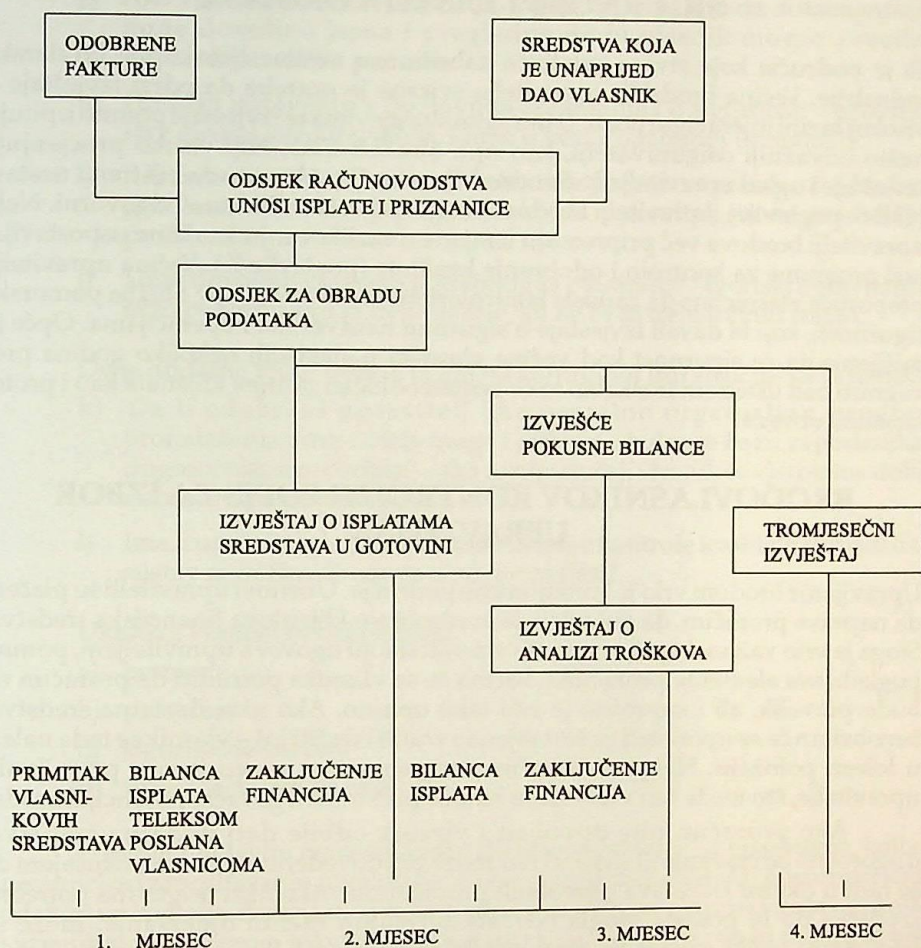 ODOBRENE
FAKTURE
SREDSTVA KOJA
JE UNAPRIJED
DAO VLASNIK
ODSJEK RAČUNOVODSTVA
UNOSI ISPLATE I PRIZNANICE
ODSJEK ZA OBRADU
PODATAKA
IZVJEŠĆE
POKUSNE BILANCE
IZVJEŠTAJ O ISPLATAMA
SREDSTAVA U GOTOVINI
TROMJESEČNI
IZVJEŠTAJ
IZVJEŠTAJ O
ANALIZI TROŠKOVA
PRIMITAK
VLASNI-
KOVIH
SREDSTAVA
BILANCA
ISPLATA
TELEKSOM
POSLANA
VLASNICOMA
ZAKLJUČENJE
FINANCIJA
BILANCA
ISPLATA
ZAKLJUČENJE
FINANCIJA
1. MJESEC
2. MJESEC
3. MJESEC
4. MJESEC